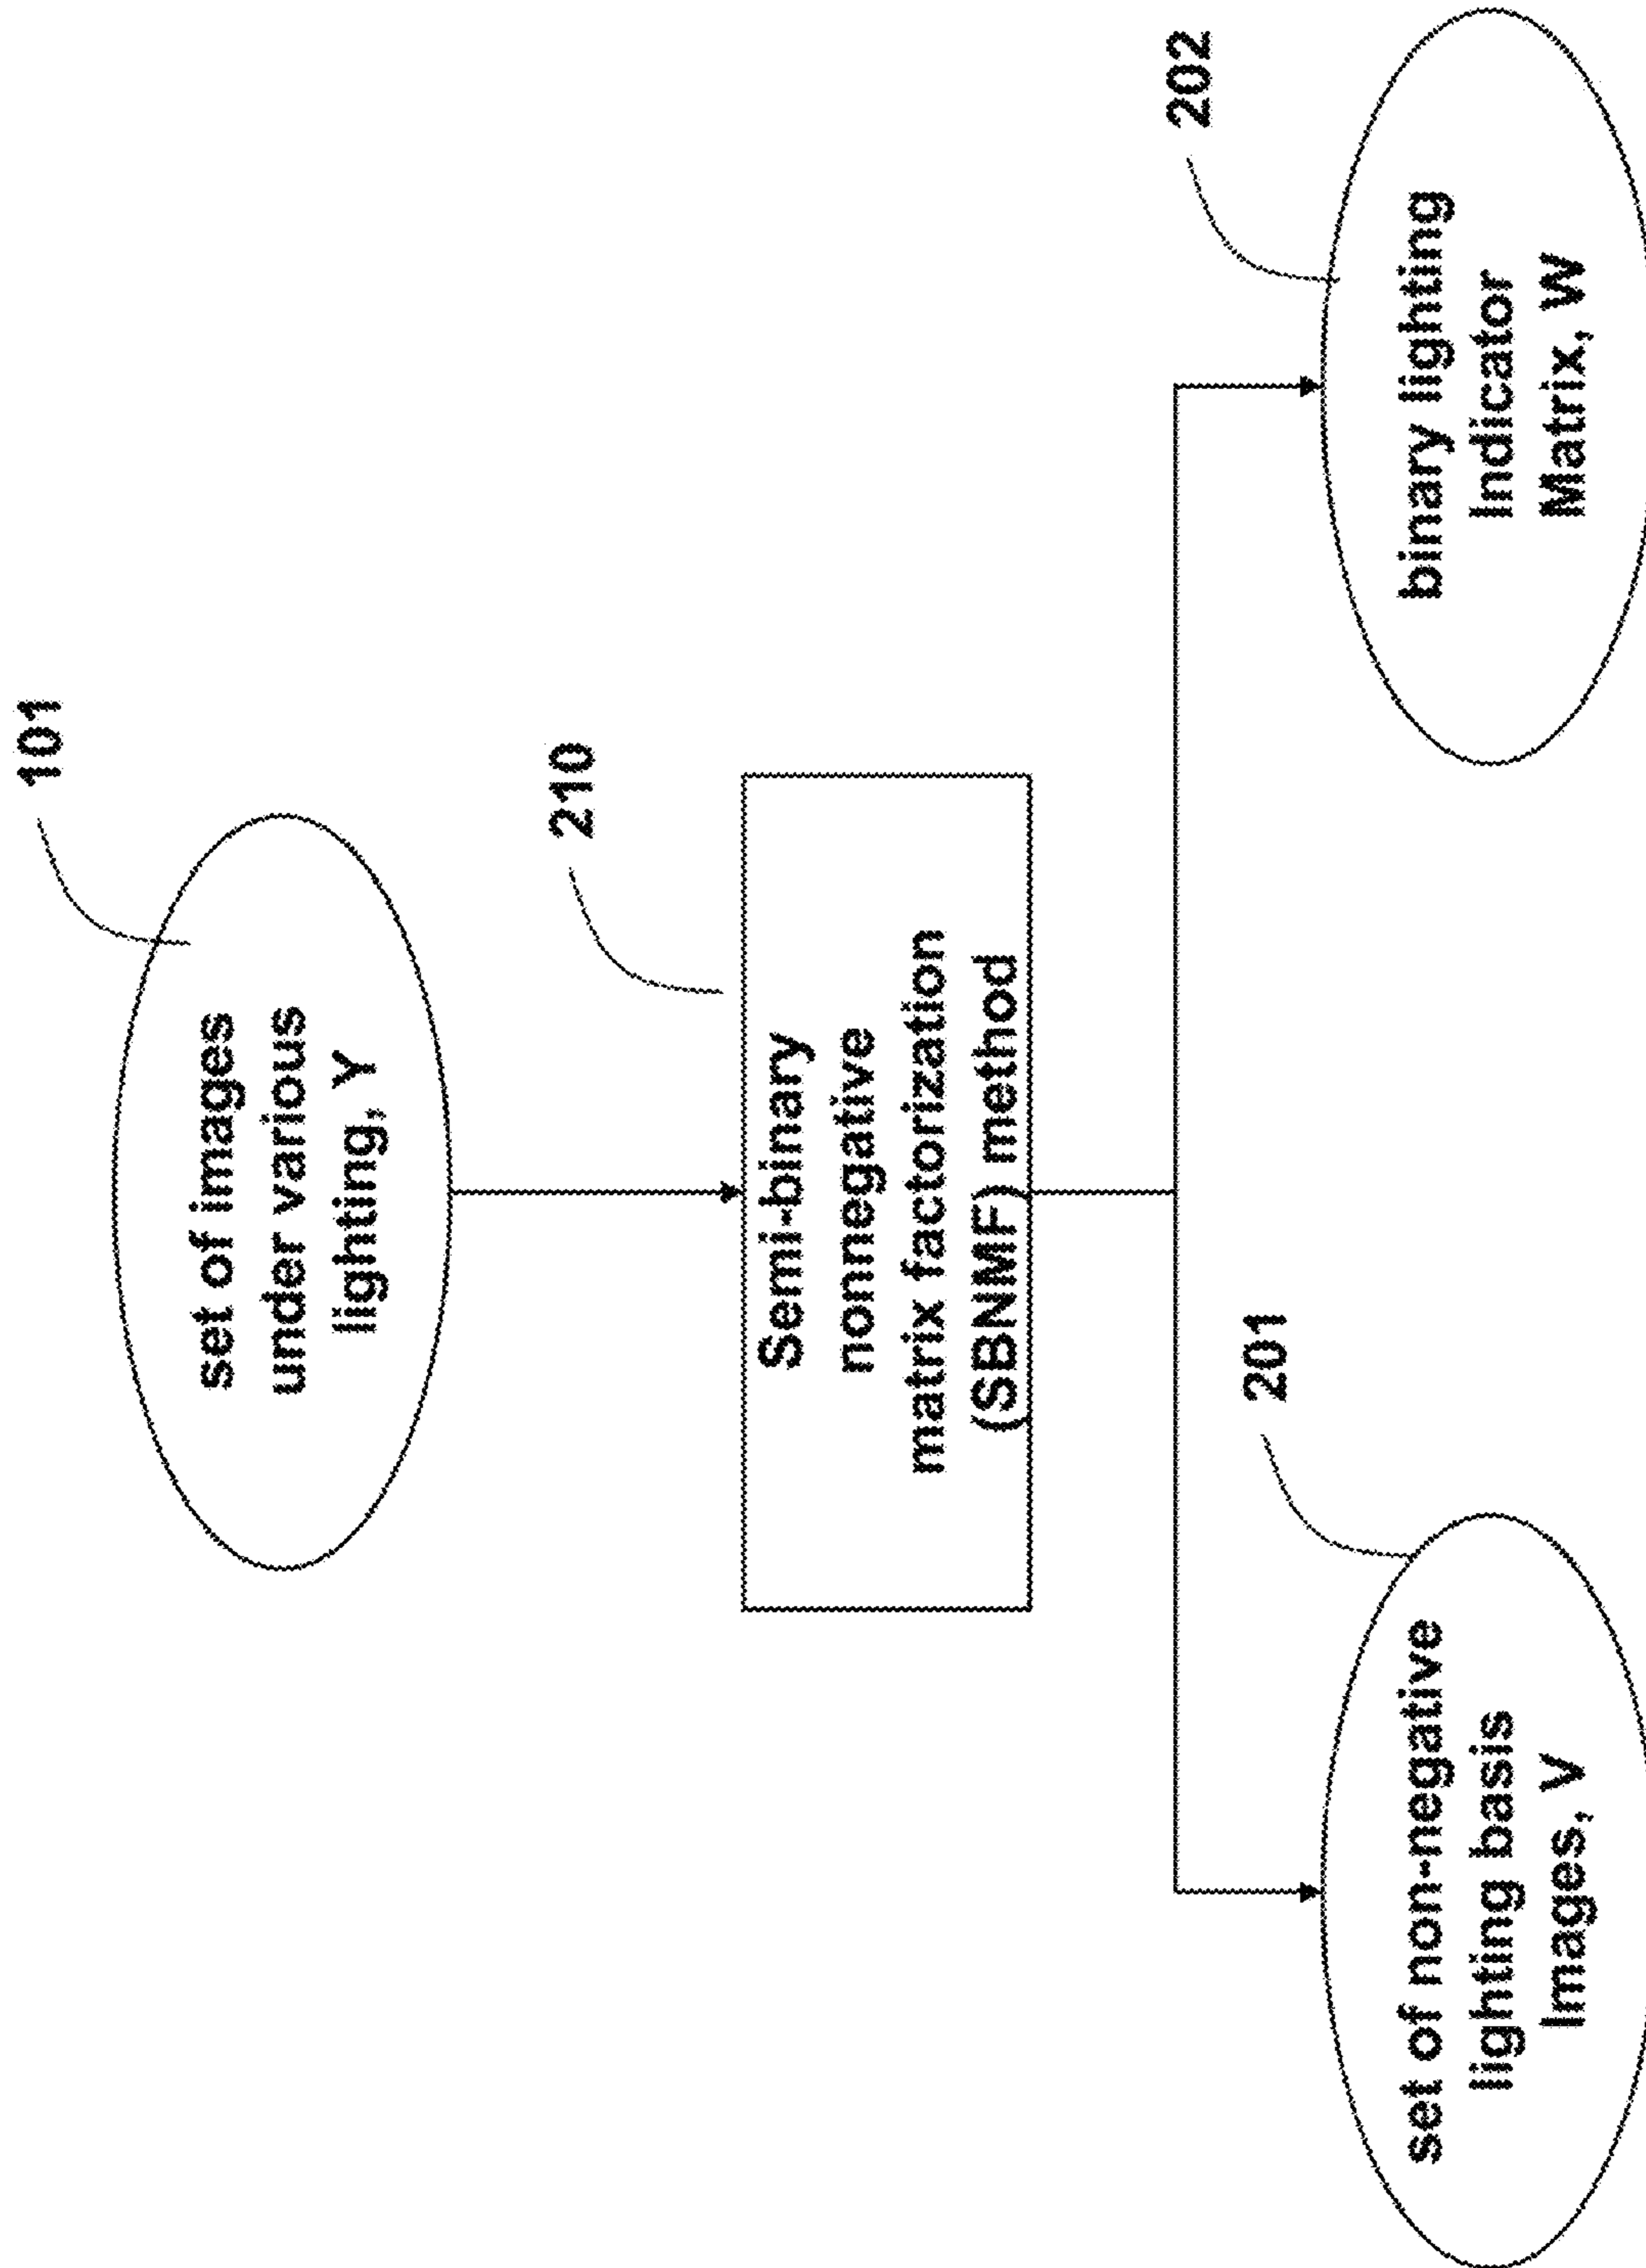 101
set of images
under various
lighting, Y
210
Semi-binary
nonnegative
matrix factorization
(SBNMF) method
201
set of non-negative
lighting basis
Images, V
202
binary lighting
Indicator
Matrix, W